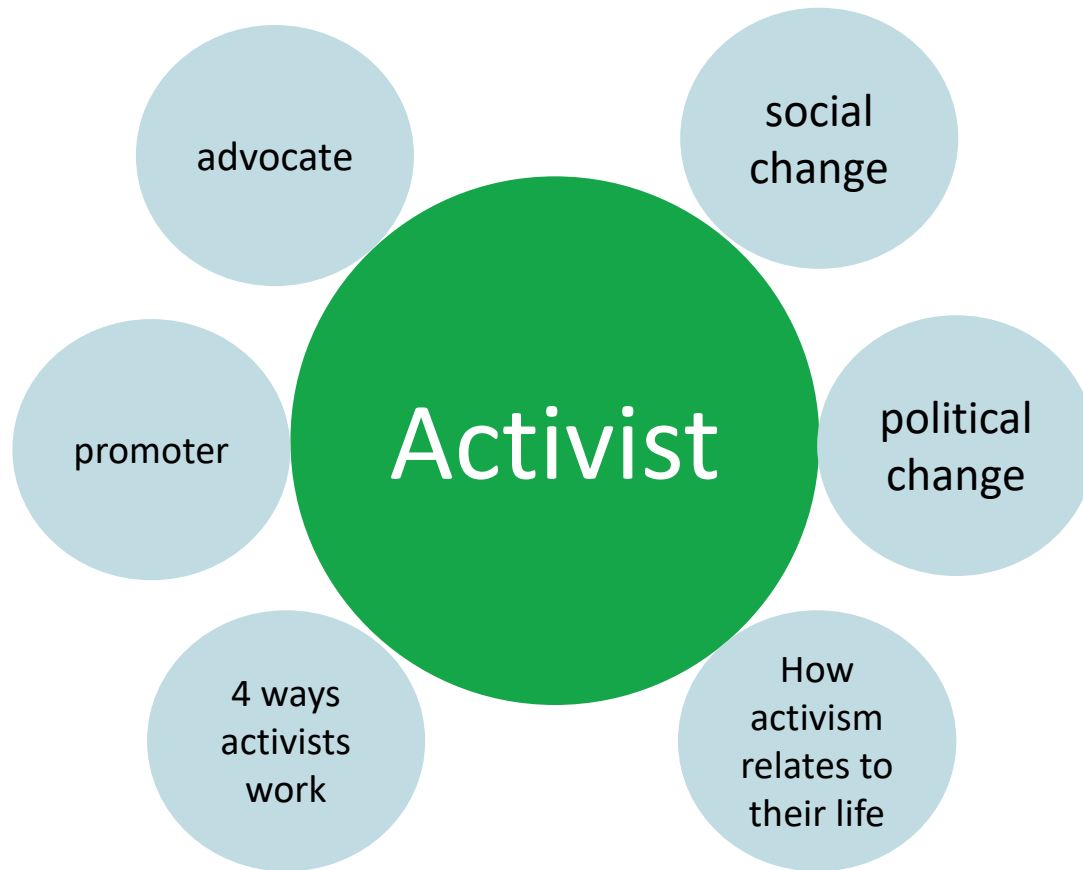 advocate
social
change
promoter
Activist
political
change
4 ways
activists
work
How
activism
relates to
their life